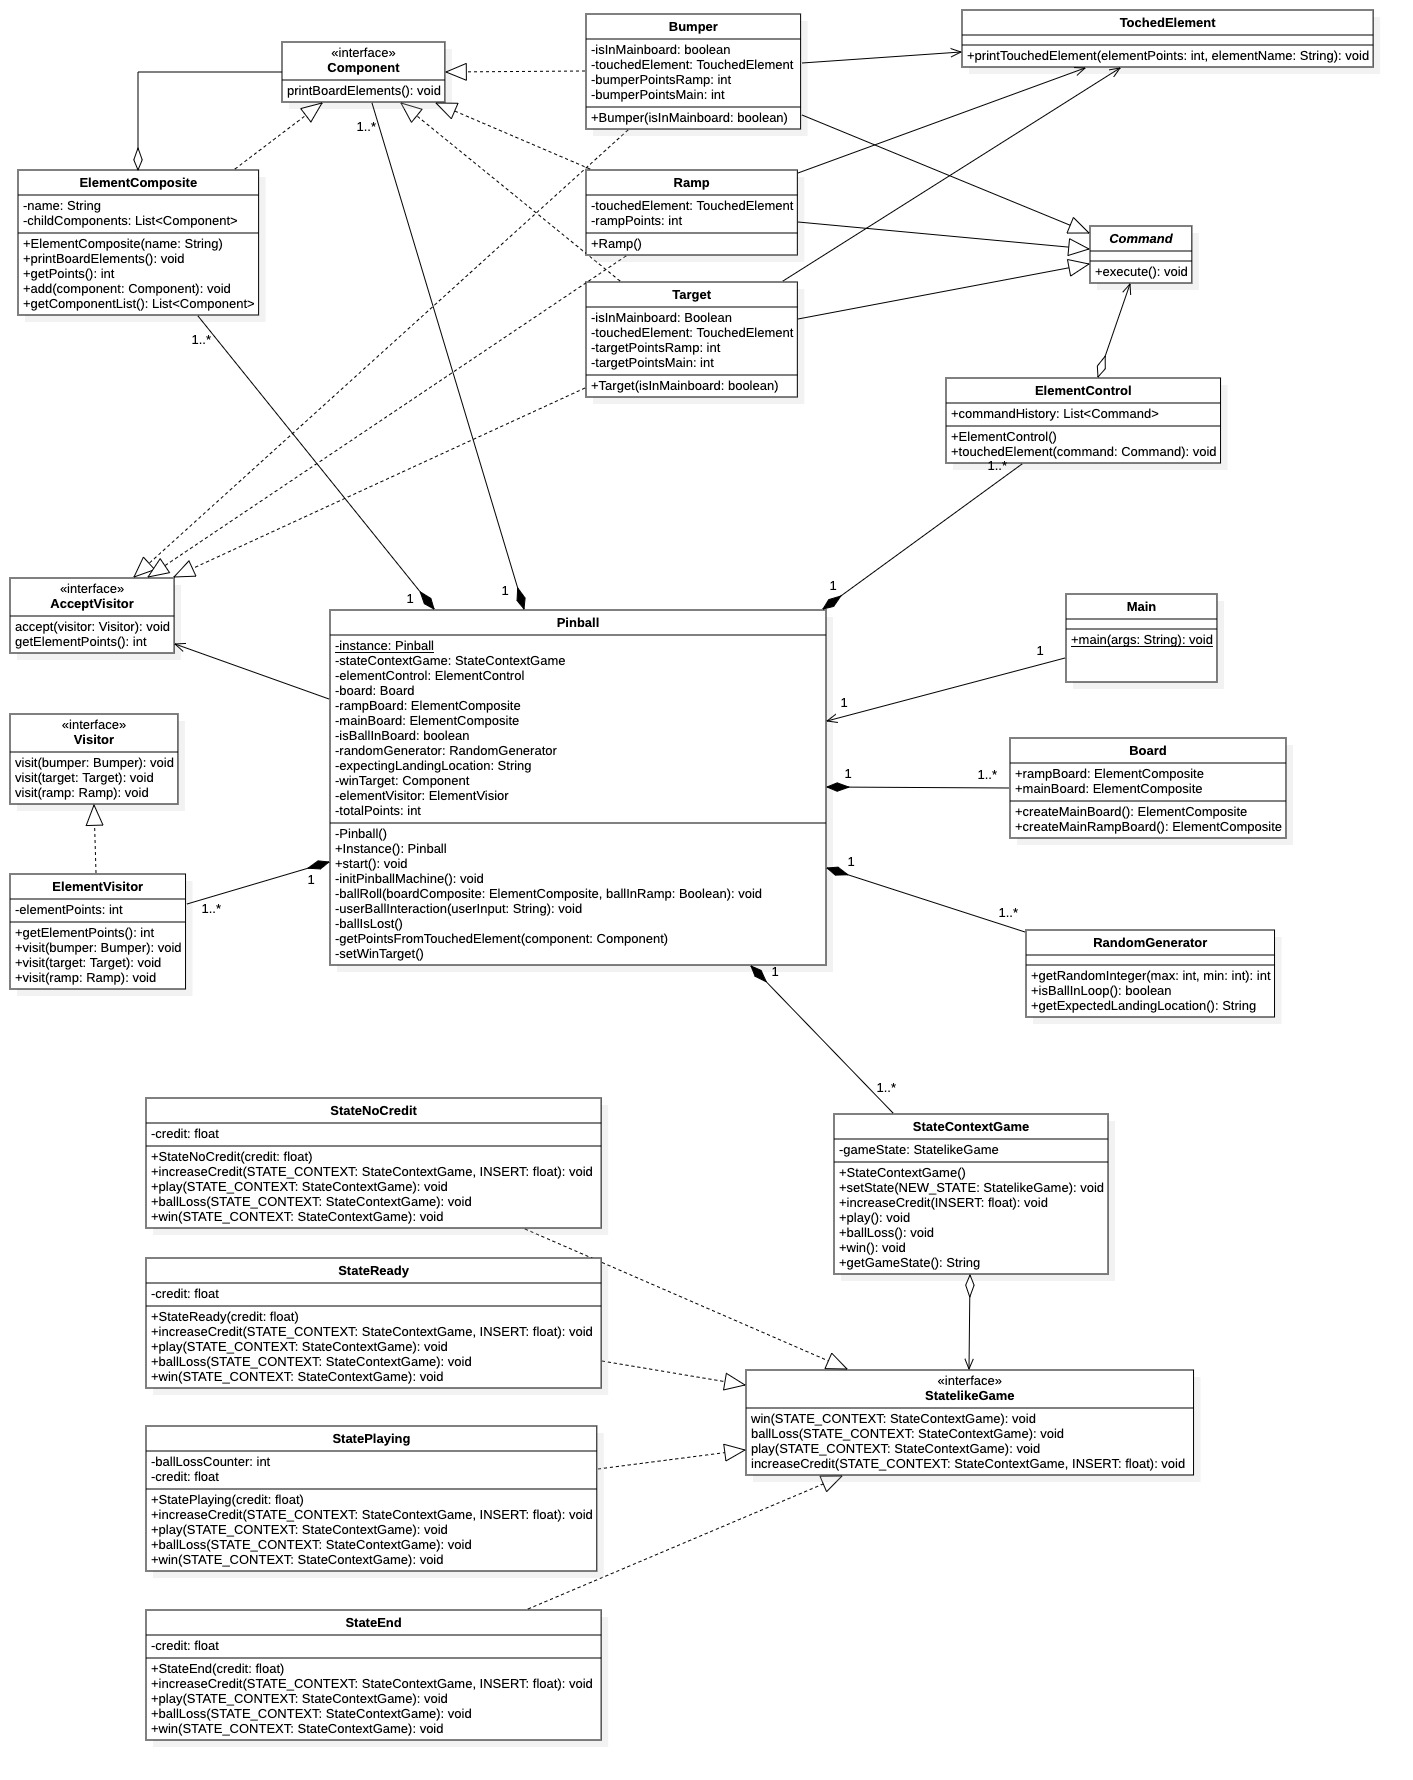 «interface»
Component
printBoardElements(): void
1..*
Bumper
-isInMainboard: boolean
-touchedElement: TouchedElement
-bumperPointsRamp: int
-bumperPointsMain: int
+Bumper(isInMainboard: boolean)
TochedElement
+printTouchedElement(elementPoints: int, elementName: String): void
ElementComposite
-name: String
-childComponents: List<Component>
+ElementComposite(name: String)
+printBoardElements(): void
+getPoints(): int
+add(component: Component): void
+getComponentList(): List<Component>
1..*
Ramp
-touchedElement: TouchedElement
-rampPoints: int
+Ramp()
Command
+execute(): void
Target
-isInMainboard: Boolean
-touchedElement: TouchedElement
-targetPointsRamp: int
-targetPointsMain: int
+Target(isInMainboard: boolean)
ElementControl
+commandHistory: List<Command>
+ElementControl()
+touchedElement(command: Command): void
1..*
«interface»
AcceptVisitor
accept(visitor: Visitor): void
getElementPoints(): int
1
1
1
Pinball
-instance: Pinball
-stateContextGame: StateContextGame
-elementControl: ElementControl
-board: Board
-rampBoard: ElementComposite
-mainBoard: ElementComposite
-isBallInBoard: boolean
-randomGenerator: RandomGenerator
-expectingLandingLocation: String
-winTarget: Component
-elementVisitor: ElementVisior
-totalPoints: int
-Pinball()
+Instance(): Pinball
+start(): void
-initPinballMachine(): void
-ballRoll(boardComposite: ElementComposite, ballInRamp: Boolean): void
-userBallInteraction(userInput: String): void
-ballIsLost()
-getPointsFromTouchedElement(component: Component)
-setWinTarget()
Main
+main(args: String): void
1
1
«interface»
Visitor
visit(bumper: Bumper): void
visit(target: Target): void
visit(ramp: Ramp): void
Board
+rampBoard: ElementComposite
+mainBoard: ElementComposite
+createMainBoard(): ElementComposite
+createMainRampBoard(): ElementComposite
1
1..*
ElementVisitor
-elementPoints: int
+getElementPoints(): int
+visit(bumper: Bumper): void
+visit(target: Target): void
+visit(ramp: Ramp): void
1
1..*
1
1..*
RandomGenerator
+getRandomInteger(max: int, min: int): int
+isBallInLoop(): boolean
+getExpectedLandingLocation(): String
1
1..*
StateNoCredit
-credit: float
+StateNoCredit(credit: float)
+increaseCredit(STATE_CONTEXT: StateContextGame, INSERT: float): void
+play(STATE_CONTEXT: StateContextGame): void
+ballLoss(STATE_CONTEXT: StateContextGame): void
+win(STATE_CONTEXT: StateContextGame): void
StateContextGame
-gameState: StatelikeGame
+StateContextGame()
+setState(NEW_STATE: StatelikeGame): void
+increaseCredit(INSERT: float): void
+play(): void
+ballLoss(): void
+win(): void
+getGameState(): String
StateReady
-credit: float
+StateReady(credit: float)
+increaseCredit(STATE_CONTEXT: StateContextGame, INSERT: float): void
+play(STATE_CONTEXT: StateContextGame): void
+ballLoss(STATE_CONTEXT: StateContextGame): void
+win(STATE_CONTEXT: StateContextGame): void
«interface»
StatelikeGame
win(STATE_CONTEXT: StateContextGame): void
ballLoss(STATE_CONTEXT: StateContextGame): void
play(STATE_CONTEXT: StateContextGame): void
increaseCredit(STATE_CONTEXT: StateContextGame, INSERT: float): void
StatePlaying
-ballLossCounter: int
-credit: float
+StatePlaying(credit: float)
+increaseCredit(STATE_CONTEXT: StateContextGame, INSERT: float): void
+play(STATE_CONTEXT: StateContextGame): void
+ballLoss(STATE_CONTEXT: StateContextGame): void
+win(STATE_CONTEXT: StateContextGame): void
StateEnd
-credit: float
+StateEnd(credit: float)
+increaseCredit(STATE_CONTEXT: StateContextGame, INSERT: float): void
+play(STATE_CONTEXT: StateContextGame): void
+ballLoss(STATE_CONTEXT: StateContextGame): void
+win(STATE_CONTEXT: StateContextGame): void